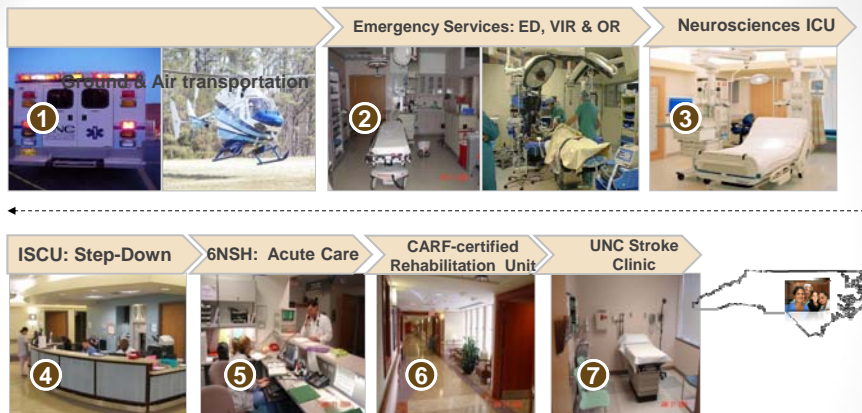 Emergency Services: ED, VIR & OR
Neurosciences ICU
Ground & Air transportation
1
2
3
ISCU: Step-Down
6NSH: Acute Care
CARF-certified
Rehabilitation Unit
UNC Stroke
Clinic
4
5
6
7